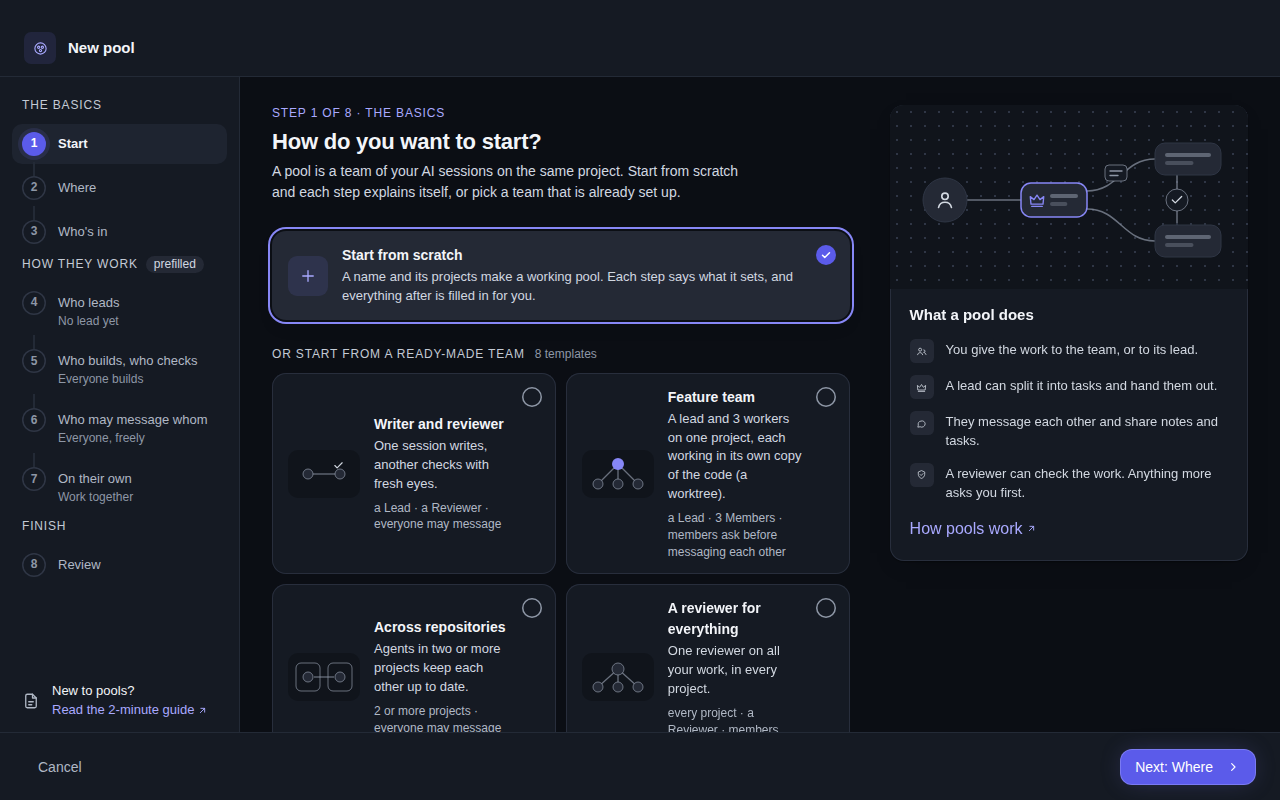 New pool
THE BASICS
1 Start
2 Where
3 Who's in
HOW THEY WORK prefilled
4 Who leads
No lead yet
5 Who builds, who checks
Everyone builds
6 Who may message whom
Everyone, freely
7 On their own
Work together
FINISH
8 Review
New to pools?
Read the 2-minute guide
STEP 1 OF 8 · THE BASICS
How do you want to start?
A pool is a team of your AI sessions on the same project. Start from scratch
and each step explains itself, or pick a team that is already set up.
Start from scratch
A name and its projects make a working pool. Each step says what it sets, and
everything after is filled in for you.
OR START FROM A READY-MADE TEAM 8 templates
Writer and reviewer
One session writes,
another checks with
fresh eyes.
a Lead · a Reviewer ·
everyone may message
Feature team
A lead and 3 workers
on one project, each
working in its own copy
of the code (a
worktree).
a Lead · 3 Members ·
members ask before
messaging each other
Across repositories
Agents in two or more
projects keep each
other up to date.
2 or more projects ·
everyone may message
A reviewer for
everything
One reviewer on all
your work, in every
project.
every project · a
Reviewer · members
What a pool does
You give the work to the team, or to its lead.
A lead can split it into tasks and hand them out.
They message each other and share notes and
tasks.
A reviewer can check the work. Anything more
asks you first.
How pools work
Cancel
Next: Where